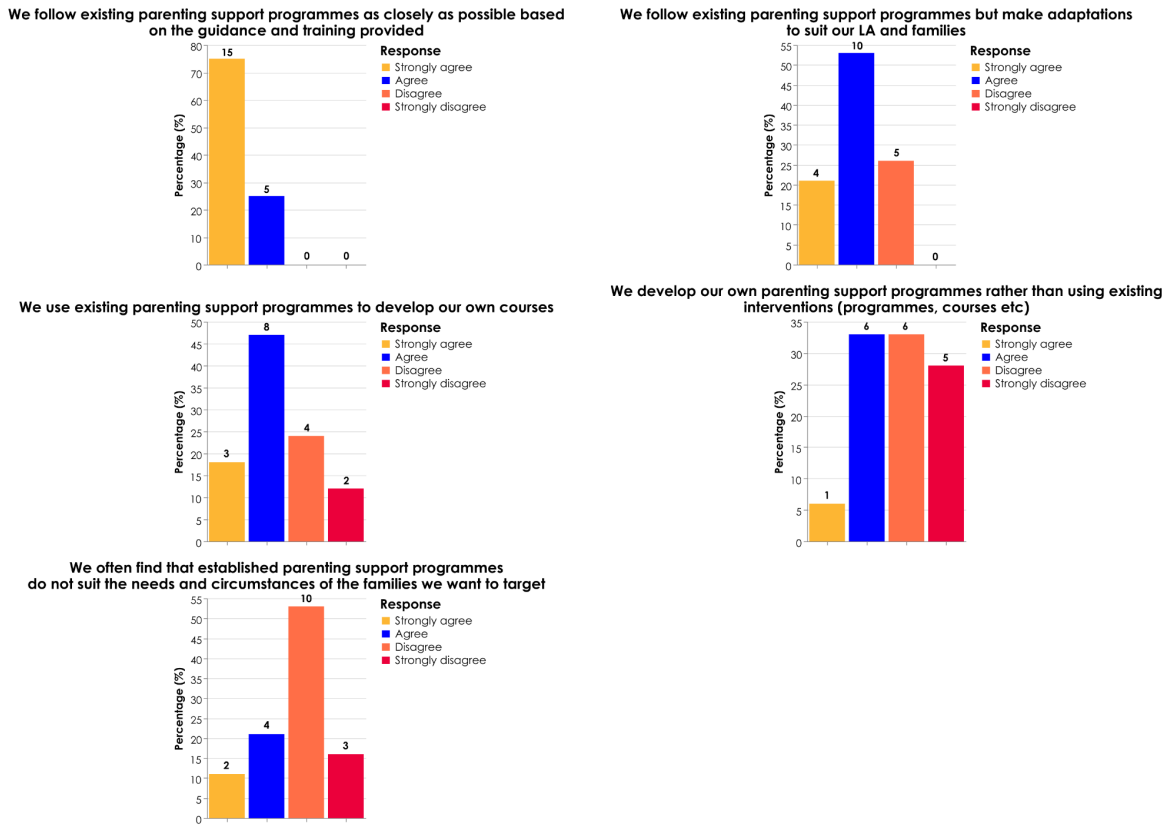 We follow existing parenting support programmes as closely as possible based
on the guidance and training provided
80
70
60
50
40
30
20
10
0
Percentage (%)
15
5
0
0
Response
Strongly agree
Agree
Disagree
Strongly disagree
We follow existing parenting support programmes but make adaptations
to suit our LA and families
55
50
45
40
35
30
25
20
15
10
5
0
Percentage (%)
4
10
5
0
Response
Strongly agree
Agree
Disagree
Strongly disagree
We use existing parenting support programmes to develop our own courses
50
45
40
35
30
25
20
15
10
5
0
Percentage (%)
3
8
4
2
Response
Strongly agree
Agree
Disagree
Strongly disagree
We develop our own parenting support programmes rather than using existing
interventions (programmes, courses etc)
35
30
25
20
15
10
5
0
Percentage (%)
1
6
6
5
Response
Strongly agree
Agree
Disagree
Strongly disagree
We often find that established parenting support programmes
do not suit the needs and circumstances of the families we want to target
55
50
45
40
35
30
25
20
15
10
5
0
Percentage (%)
2
4
10
3
Response
Strongly agree
Agree
Disagree
Strongly disagree